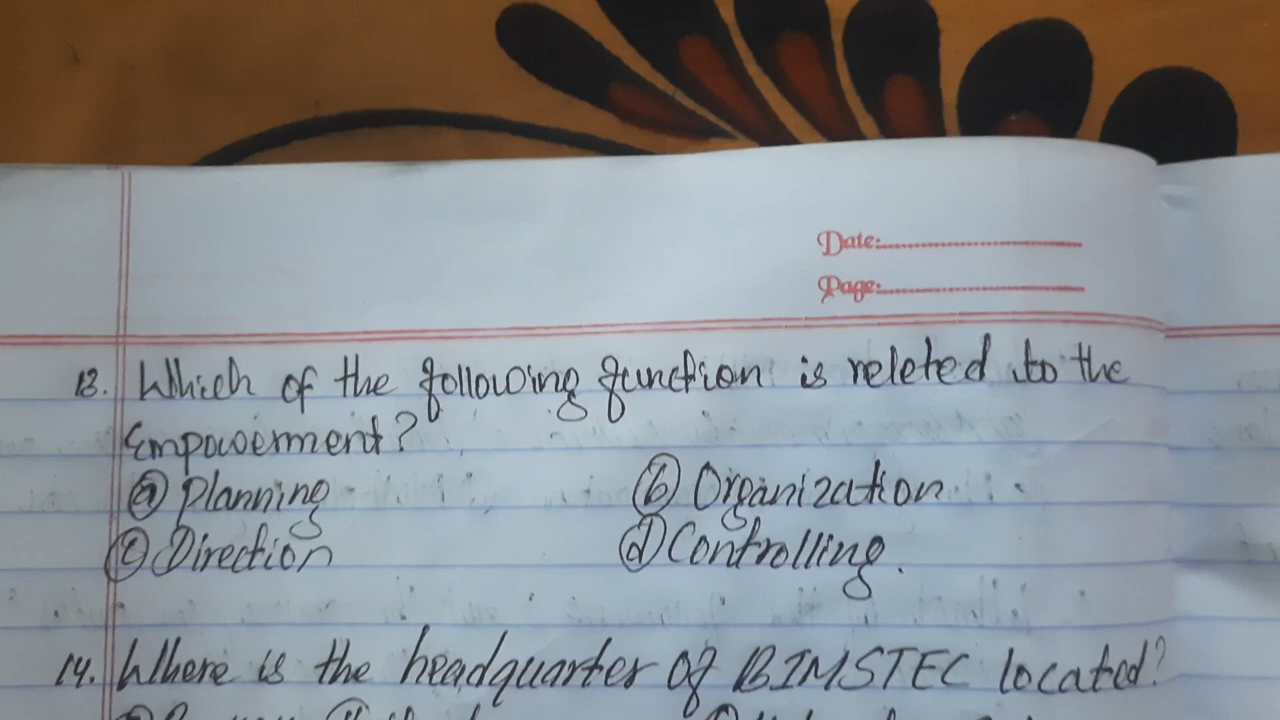 Date:
Page:
13. Which of the following function is releted to the
Empowerment?
(a) Planning (b) Organization
(c) Direction (d) Controlling.
14. Where is the headquarter of BIMSTEC located?